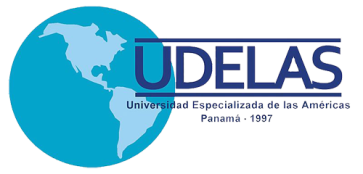 UDELAS
Universidad Especializada de las Américas
Panamá · 1997